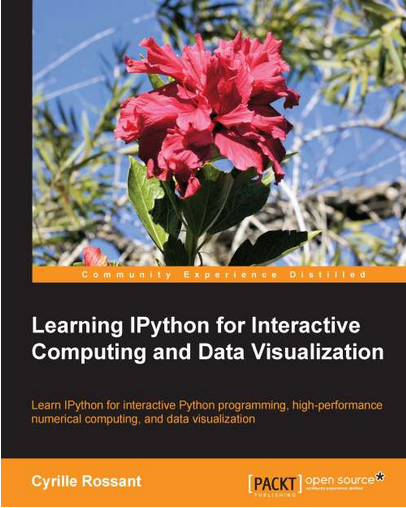 Community Experience Distilled
Learning IPython for Interactive
Computing and Data Visualization
Learn IPython for interactive Python programming, high-performance
numerical computing, and data visualization
Cyrille Rossant
[PACKT] open source*
PUBLISHING